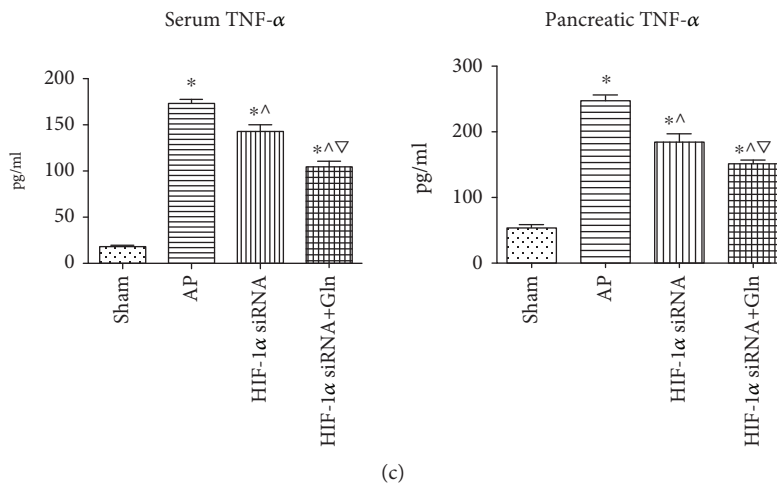 Serum TNF-α
200
150
100
50
0
pg/ml
*
*^
*^▽
Sham
AP
HIF-1α siRNA
HIF-1α siRNA+Gln
Pancreatic TNF-α
300
200
100
0
pg/ml
*
*^
*^▽
Sham
AP
HIF-1α siRNA
HIF-1α siRNA+Gln
(c)